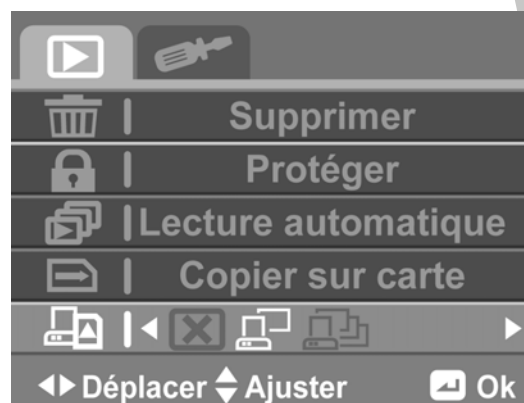 Supprimer
Protéger
Lecture automatique
Copier sur carte
Déplacer Ajuster Ok